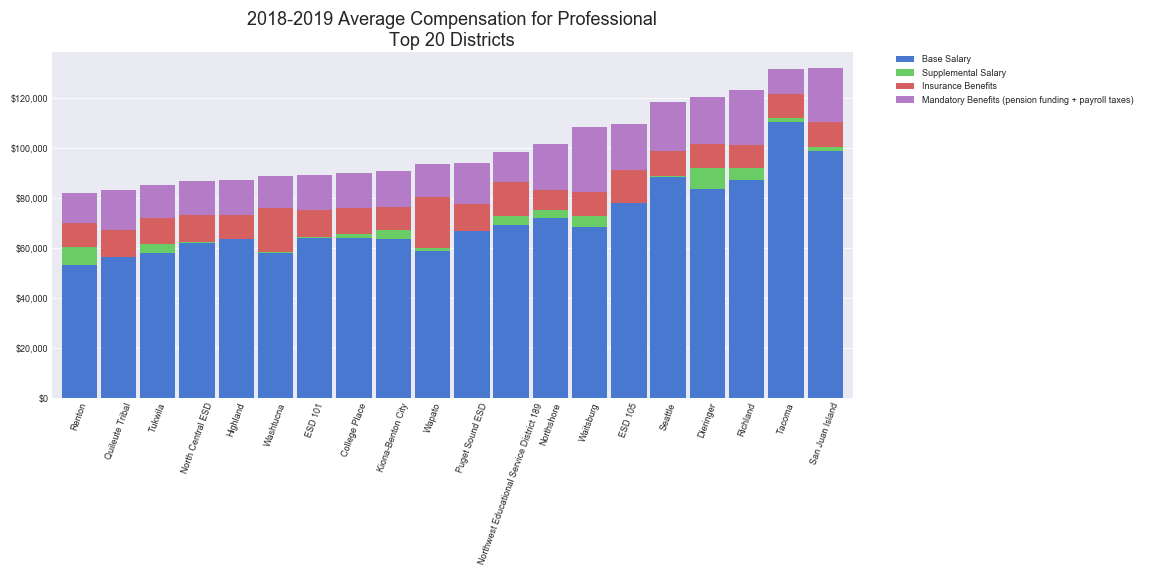 2018-2019 Average Compensation for Professional
Top 20 Districts
Base Salary
Supplemental Salary
Insurance Benefits
Mandatory Benefits (pension funding + payroll taxes)
$120,000
$100,000
$80,000
$60,000
$40,000
$20,000
$0
Renton
Quileute Tribal
Tukwila
North Central ESD
Highland
Washtucna
ESD 101
College Place
Kiona-Benton City
Wapato
Puget Sound ESD
Northwest Educational Service District 189
Northshore
Waitsburg
ESD 105
Seattle
Dieringer
Richland
Tacoma
San Juan Island